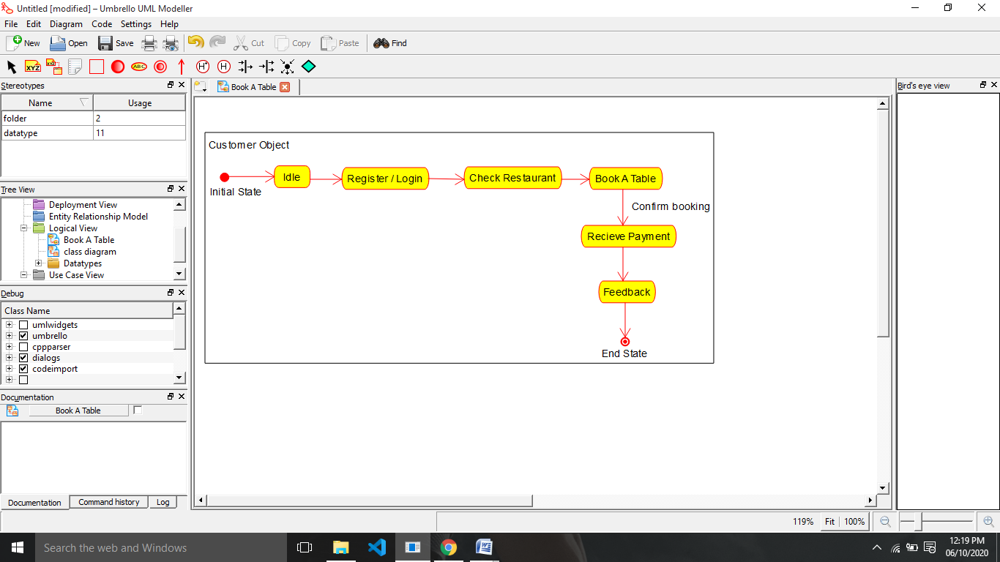 Untitled [modified] – Umbrello UML Modeller
File Edit Diagram Code Settings Help
New Open Save Cut Copy Paste Find
XYZ XYZ ABC H* H
Stereotypes
Name Usage
folder 2
datatype 11
Tree View
Deployment View
Entity Relationship Model
Logical View
Book A Table
class diagram
Datatypes
Use Case View
Debug
Class Name
umlwidgets
umbrello
cppparser
dialogs
codeimport
Documentation
Book A Table
Documentation Command history Log
Book A Table
Customer Object
Idle Register / Login Check Restaurant Book A Table
Initial State
Confirm booking
Recieve Payment
Feedback
End State
Bird's eye view
119% Fit 100%
Search the web and Windows
12:19 PM
06/10/2020